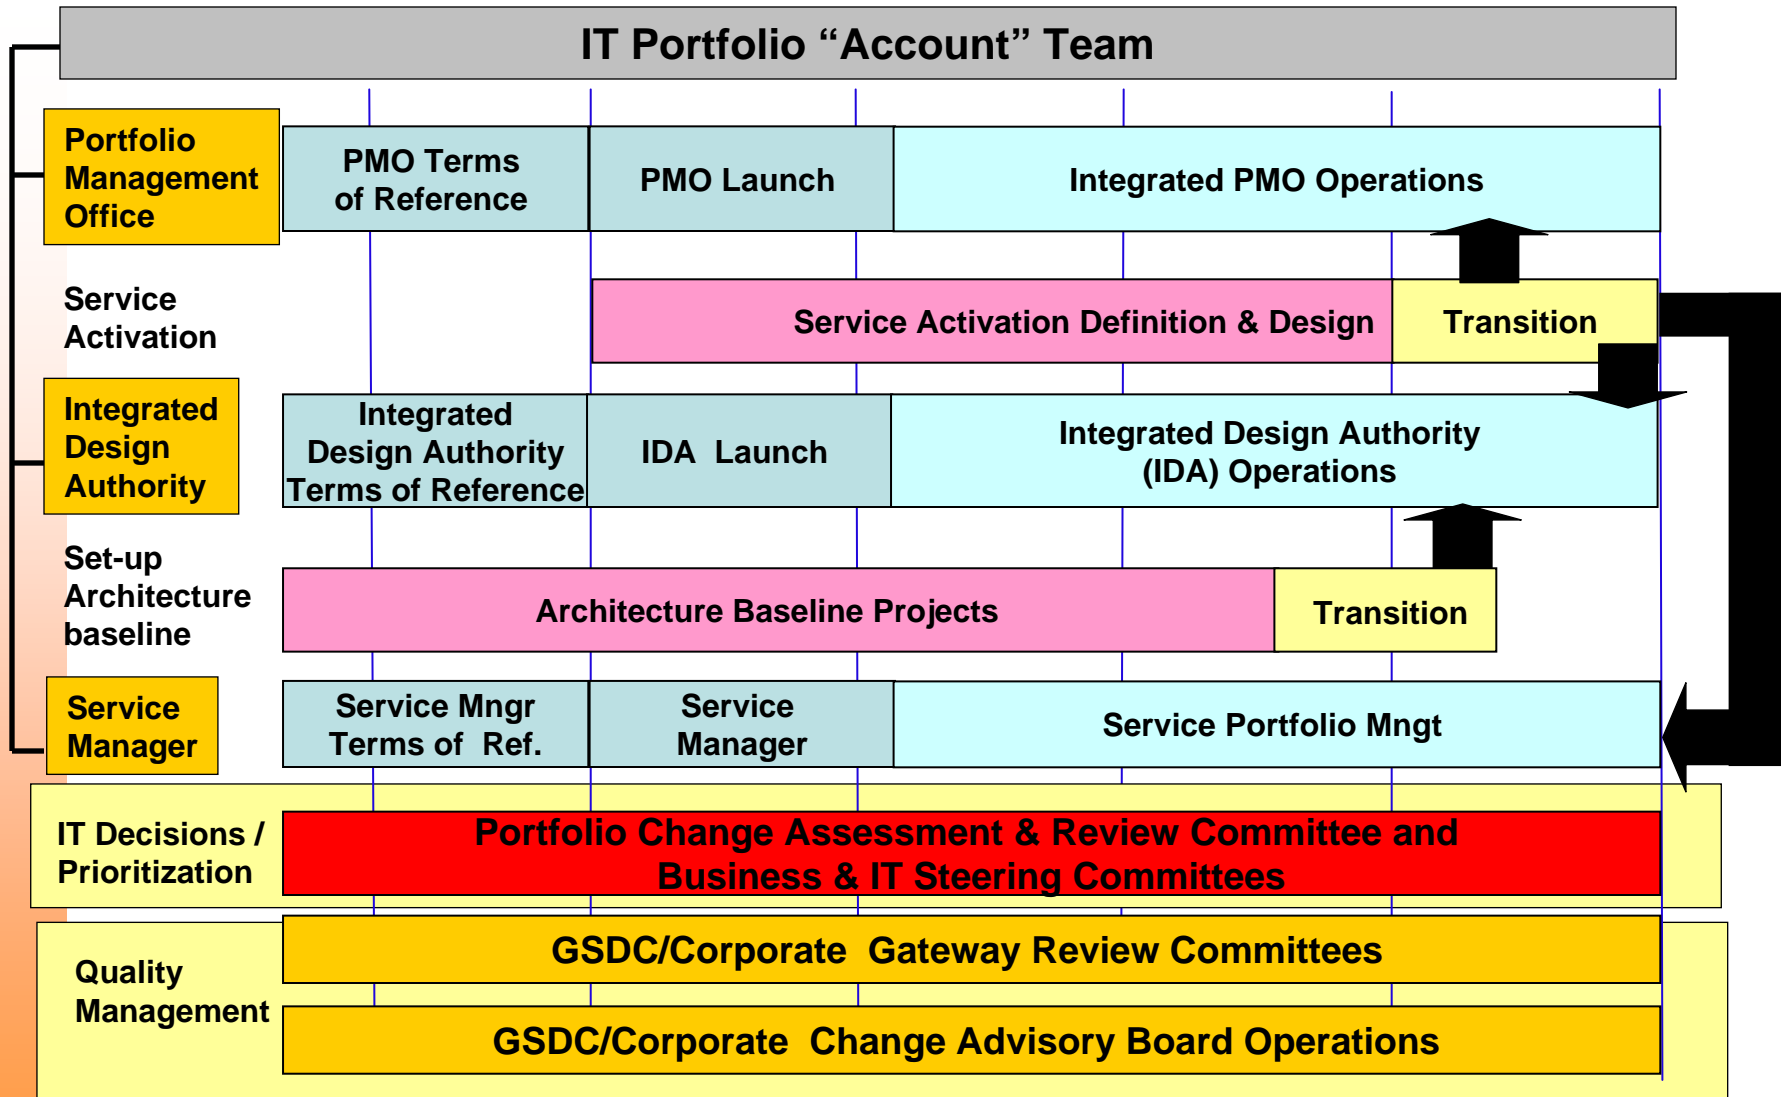 IT Portfolio “Account” Team
Portfolio
Management
Office
PMO Terms
of Reference
PMO Launch
Integrated PMO Operations
Service
Activation
Service Activation Definition & Design
Transition
Integrated
Design
Authority
Integrated
Design Authority
Terms of Reference
IDA Launch
Integrated Design Authority
(IDA) Operations
Set-up
Architecture
baseline
Architecture Baseline Projects
Transition
Service
Manager
Service Mngr
Terms of Ref.
Service
Manager
Service Portfolio Mngt
IT Decisions /
Prioritization
Portfolio Change Assessment & Review Committee and
Business & IT Steering Committees
Quality
Management
GSDC/Corporate Gateway Review Committees
GSDC/Corporate Change Advisory Board Operations